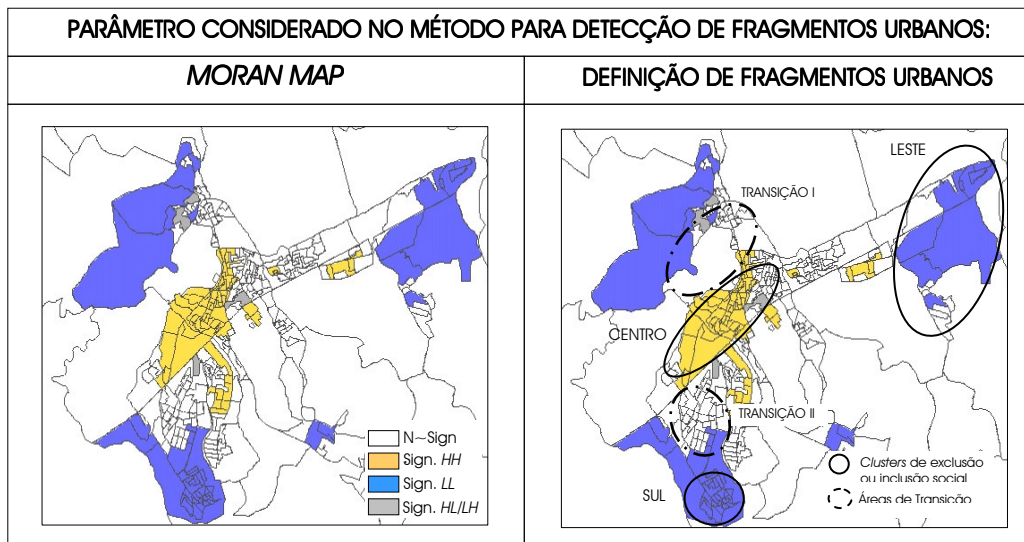 PARÂMETRO CONSIDERADO NO MÉTODO PARA DETECÇÃO DE FRAGMENTOS URBANOS:
MORAN MAP
DEFINIÇÃO DE FRAGMENTOS URBANOS
N~Sign
Sign. HH
Sign. LL
Sign. HL/LH
LESTE
TRANSIÇÃO I
CENTRO
TRANSIÇÃO II
SUL
Clusters de exclusão
ou inclusão social
Áreas de Transicão